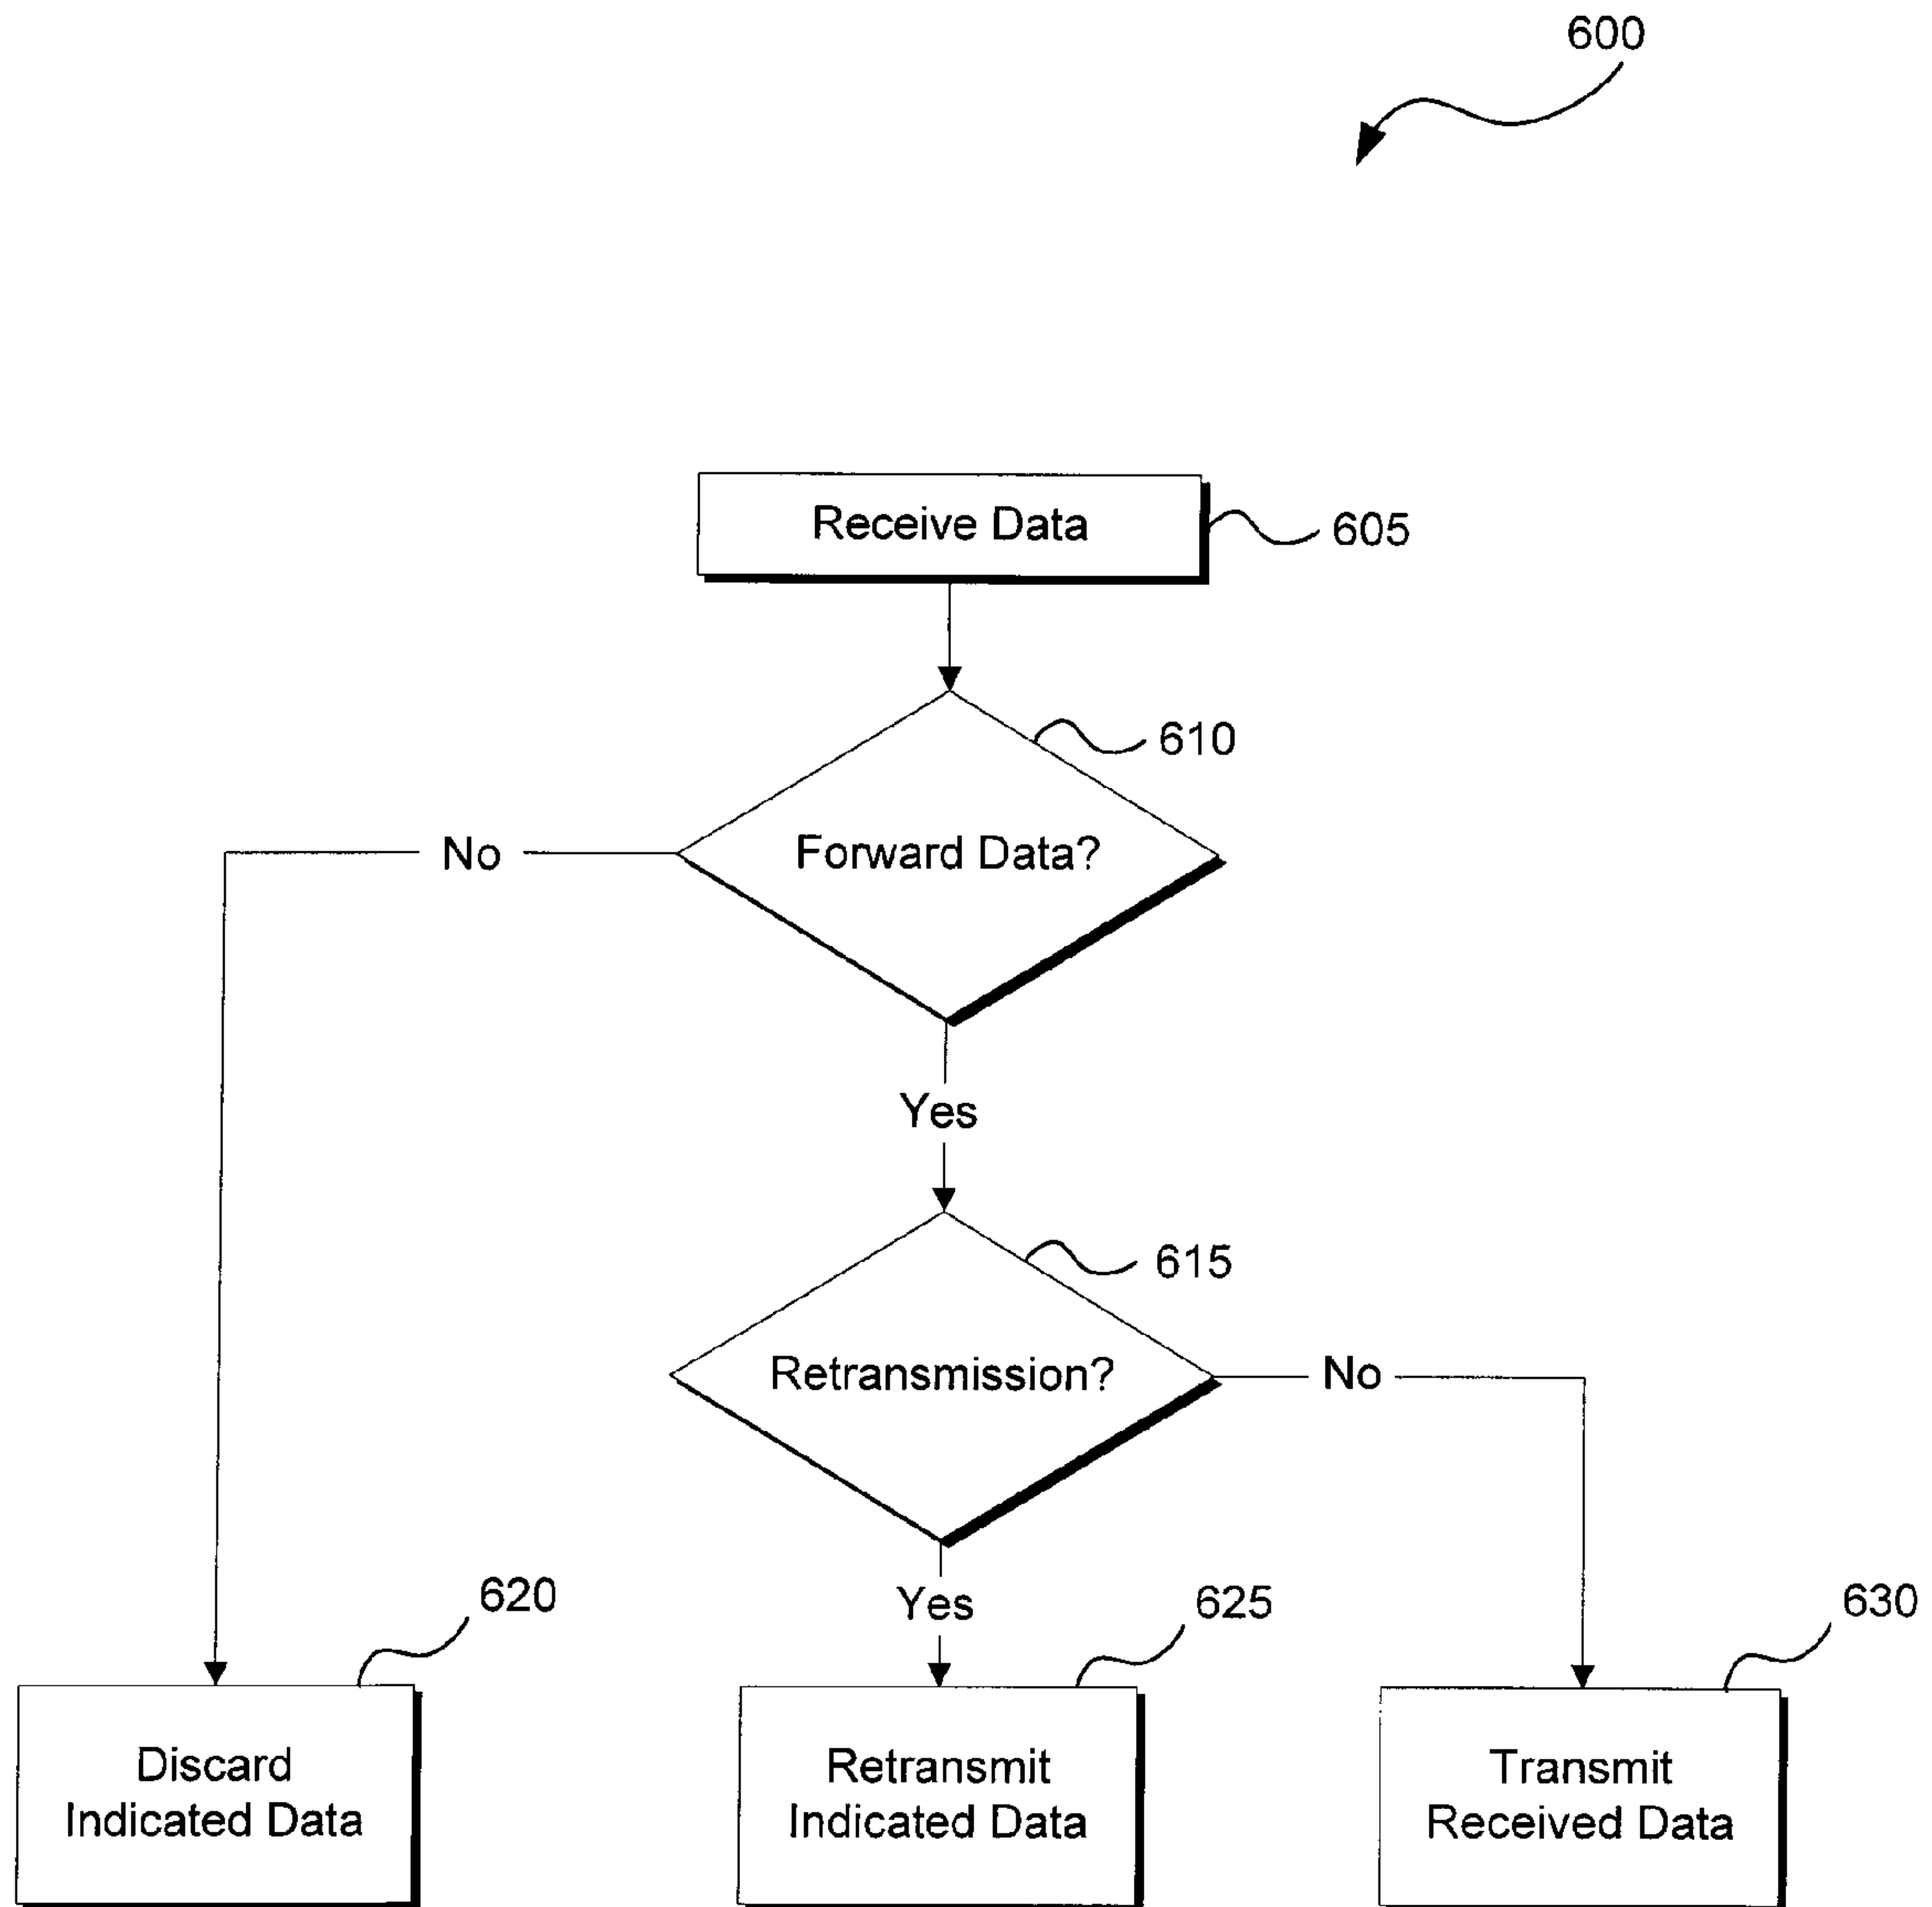 600
Receive Data
605
610
Forward Data?
No
Yes
615
Retransmission?
No
Yes
620
625
630
Discard
Indicated Data
Retransmit
Indicated Data
Transmit
Received Data